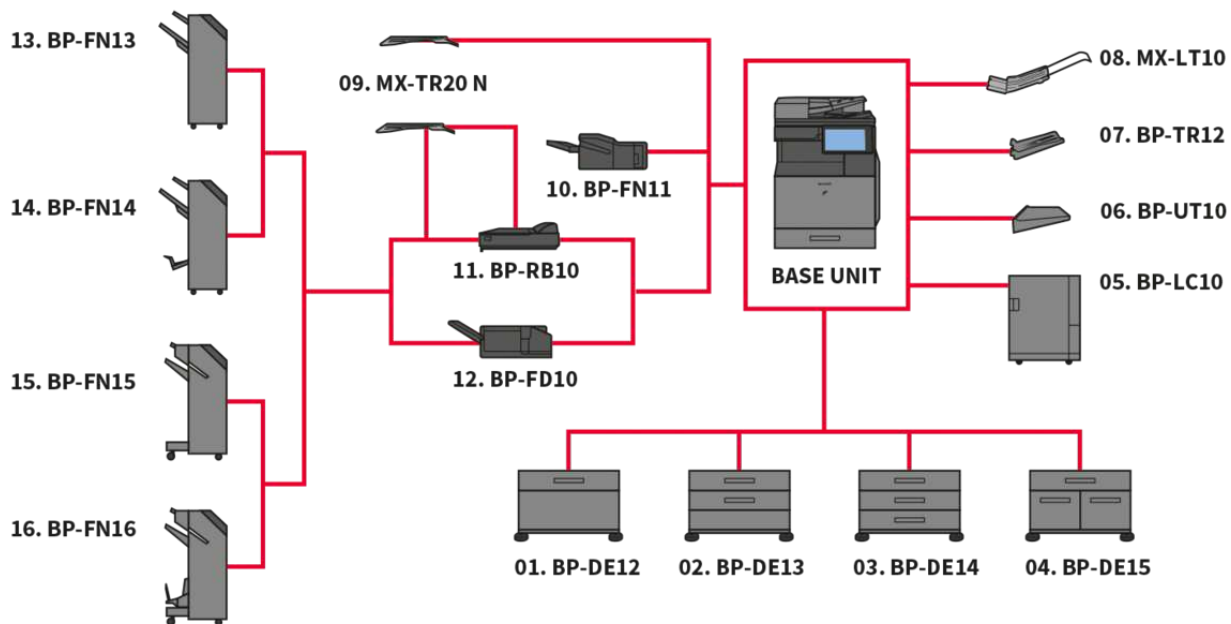 13. BP-FN13
09. MX-TR20 N
08. MX-LT10
07. BP-TR12
10. BP-FN11
14. BP-FN14
06. BP-UT10
11. BP-RB10
BASE UNIT
05. BP-LC10
12. BP-FD10
15. BP-FN15
16. BP-FN16
01. BP-DE12
02. BP-DE13
03. BP-DE14
04. BP-DE15